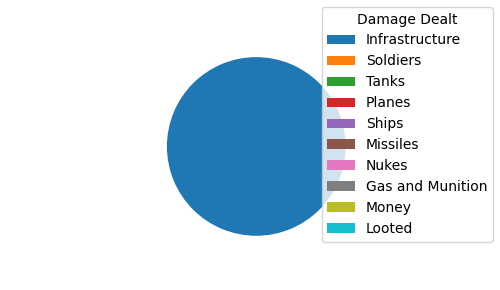 Damage Dealt
Infrastructure
Soldiers
Tanks
Planes
Ships
Missiles
Nukes
Gas and Munition
Money
Looted